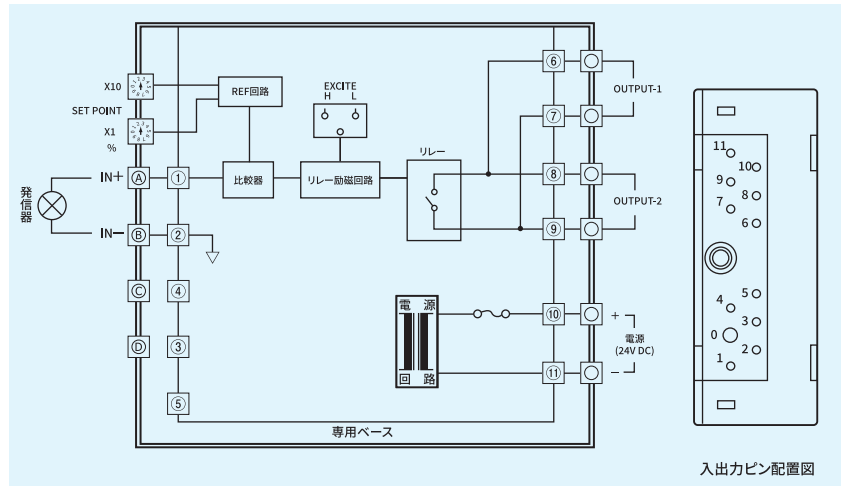 X10
SET POINT
X1
%
REF回路
EXCITE
H L
リレー
比較器
リレー励磁回路
発信器
IN+
IN−
Ⓐ
Ⓑ
Ⓒ
Ⓓ
①
②
④
③
⑤
⑥
⑦
⑧
⑨
⑩
⑪
OUTPUT-1
OUTPUT-2
電源
回路
+
電源
(24V DC)
−
専用ベース
11
10
9
8
7
6
5
4
3
0
2
1
入出力ピン配置図